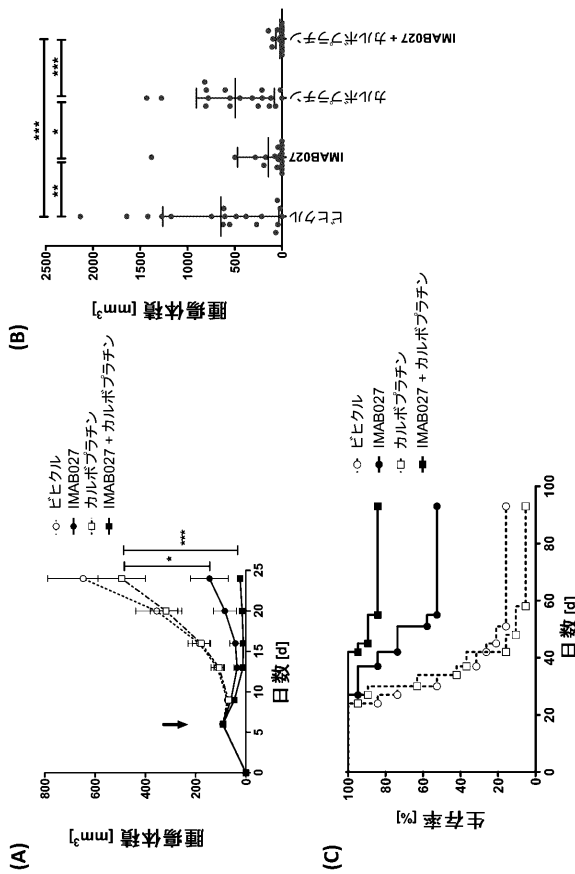 (A)
腫瘍体積 [mm³]
800
600
400
200
0
0
5
10
15
20
25
日数 [d]
*
***
ビヒクル
IMAB027
カルボプラチン
IMAB027 + カルボプラチン
(B)
腫瘍体積 [mm³]
2500
2000
1500
1000
500
0
***
**
*
***
ビヒクル
IMAB027
カルボプラチン
IMAB027 + カルボプラチン
(C)
生存率 [%]
100
80
60
40
20
0
0
20
40
60
80
100
日数 [d]
ビヒクル
IMAB027
カルボプラチン
IMAB027 + カルボプラチン